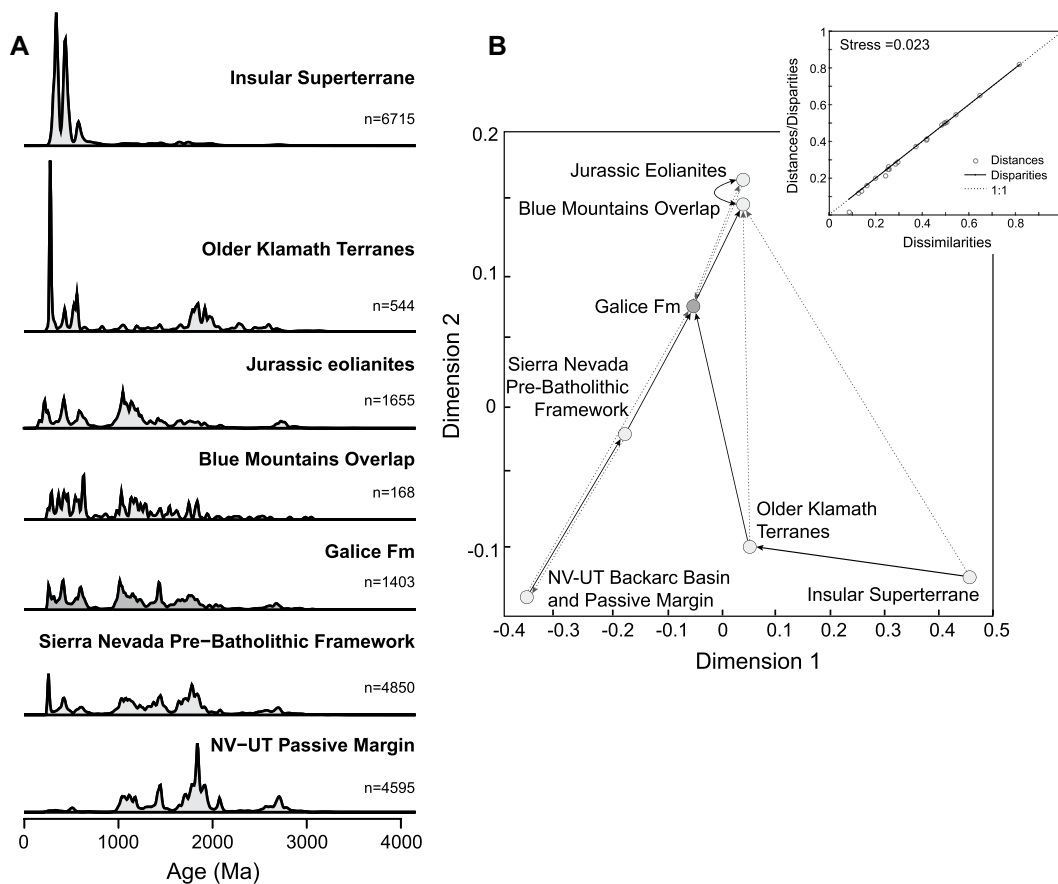 A
Insular Superterrane
n=6715
Older Klamath Terranes
n=544
Jurassic eolianites
n=1655
Blue Mountains Overlap
n=168
Galice Fm
n=1403
Sierra Nevada Pre−Batholithic Framework
n=4850
NV−UT Passive Margin
n=4595
0 1000 2000 3000 4000
Age (Ma)
B
Stress =0.023
1
0.8
0.6
0.4
0.2
Distances/Disparities
Distances
Disparities
1:1
0 0.2 0.4 0.6 0.8
Dissimilarities
0.2
0.1
0
-0.1
Dimension 2
Jurassic Eolianites
Blue Mountains Overlap
Galice Fm
Sierra Nevada
Pre-Batholithic
Framework
Older Klamath
Terranes
NV-UT Backarc Basin
and Passive Margin
Insular Superterrane
-0.4 -0.3 -0.2 -0.1 0 0.1 0.2 0.3 0.4 0.5
Dimension 1